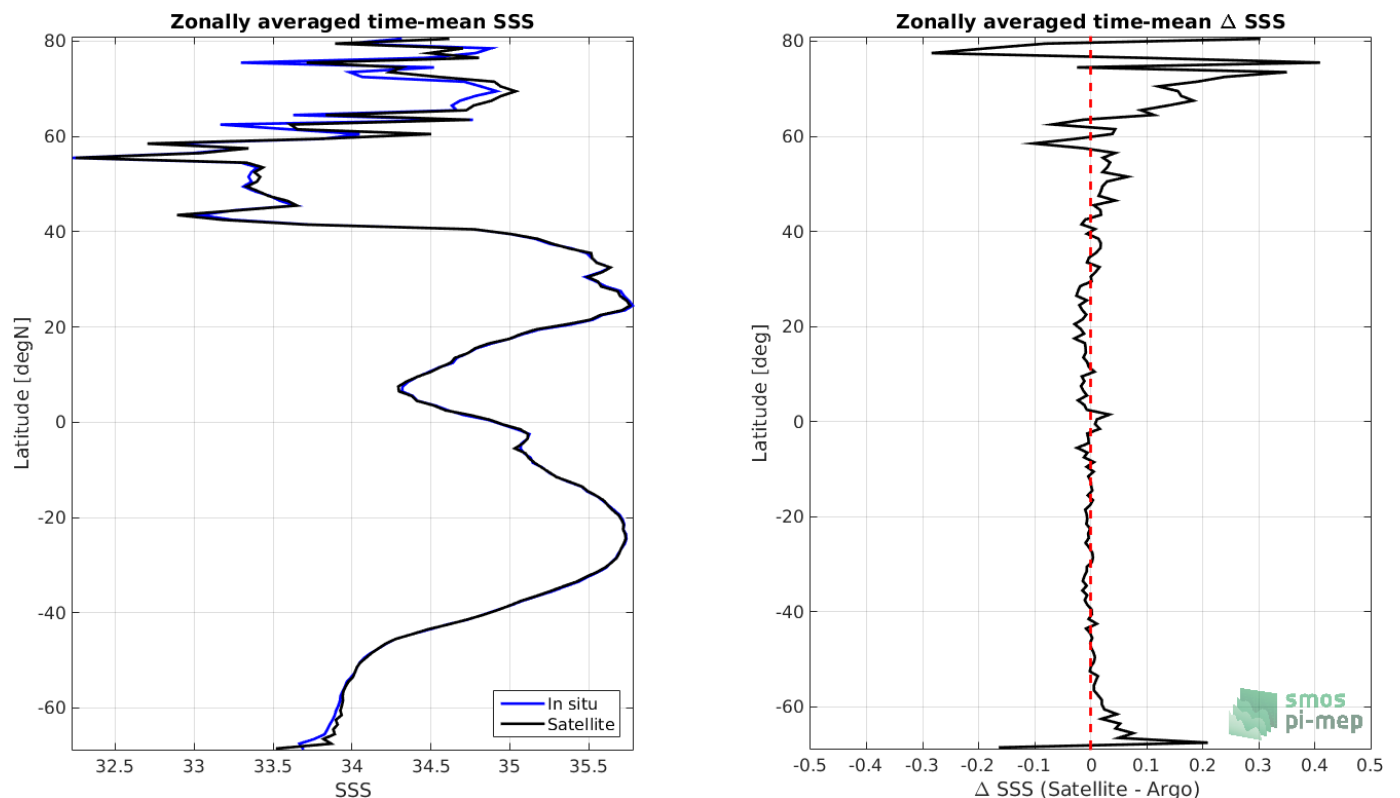 Zonally averaged time-mean SSS
80
60
40
20
0
-20
-40
-60
Latitude [degN]
32.5 33 33.5 34 34.5 35 35.5
SSS
In situ
Satellite
Zonally averaged time-mean Δ SSS
80
60
40
20
0
-20
-40
-60
Latitude [deg]
-0.5 -0.4 -0.3 -0.2 -0.1 0 0.1 0.2 0.3 0.4 0.5
Δ SSS (Satellite - Argo)
smos
pi-mep